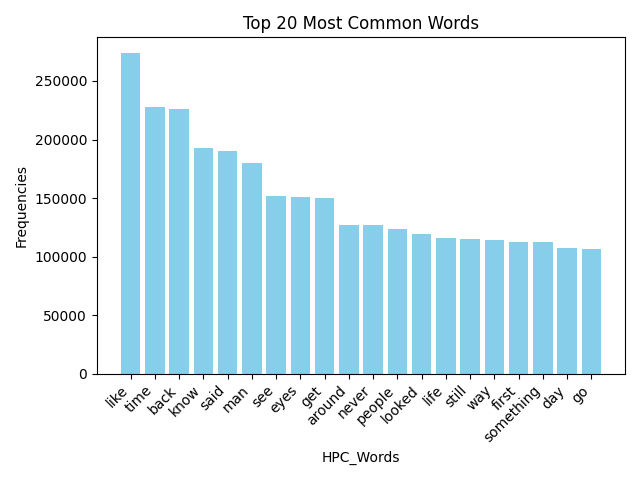 Top 20 Most Common Words
Frequencies
250000
200000
150000
100000
50000
0
like
time
back
know
said
man
see
eyes
get
around
never
people
looked
life
still
way
first
something
day
go
HPC_Words